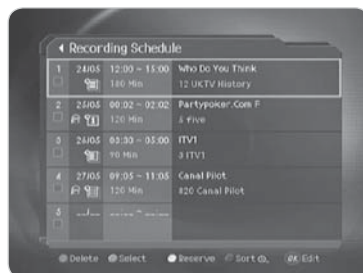 Recording Schedule
1 24/05 12:00 ~ 15:00 Who Do You Think
180 Min 12 UKTV History
2 25/05 00:02 ~ 02:02 Partypoker.Com F
120 Min 5 five
3 26/05 03:30 ~ 05:00 ITV1
90 Min 3 ITV1
4 27/05 09:05 ~ 11:05 Canal Pilot
120 Min 820 Canal Pilot
5 --/-- --:-- ~ --:--
Delete Select Reserve Sort OK Edit